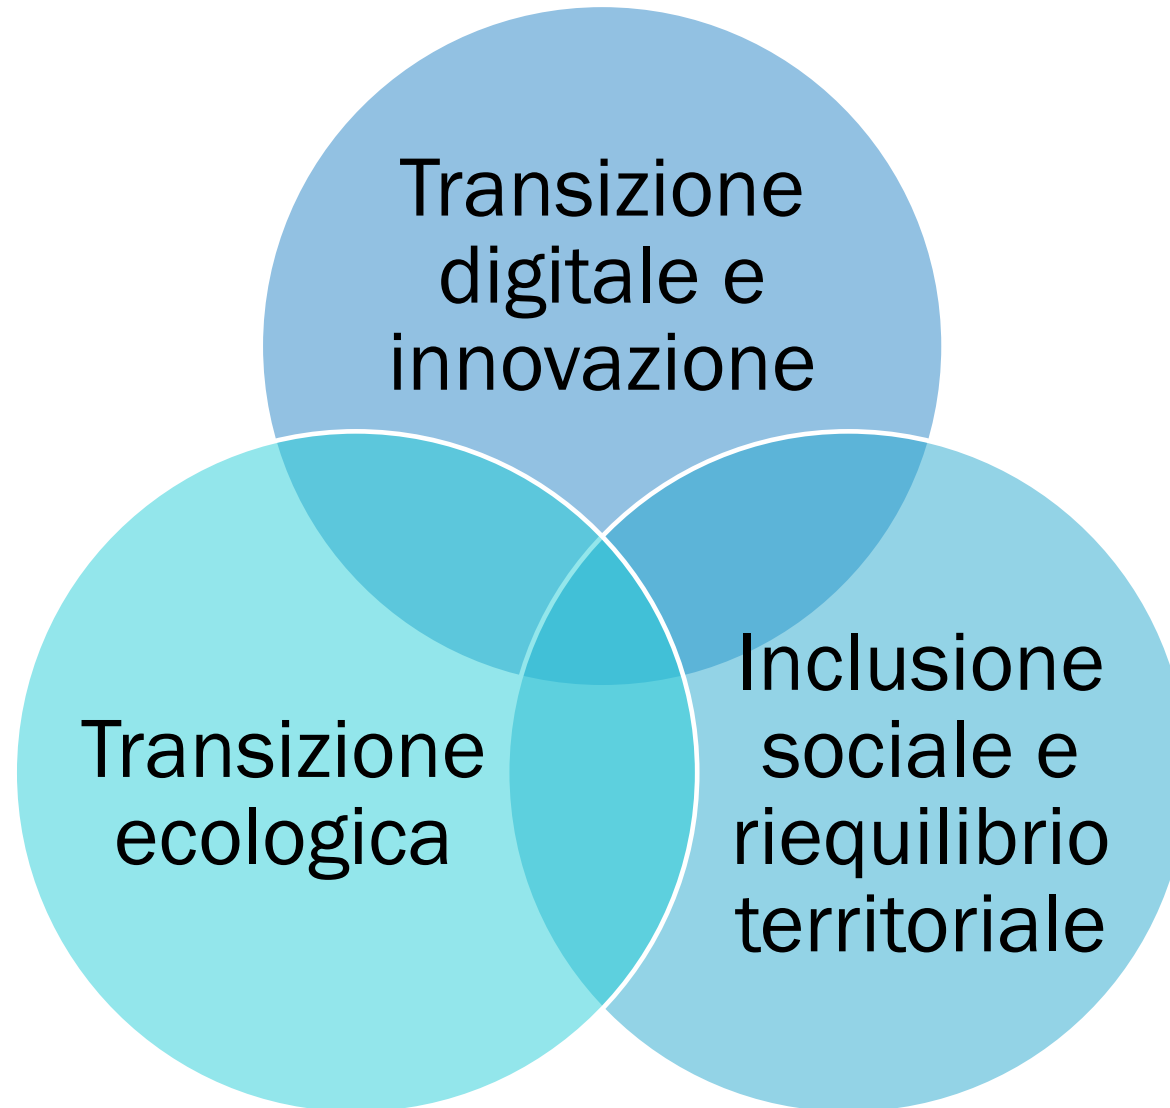 Transizione
digitale e
innovazione
Transizione
ecologica
Inclusione
sociale e
riequilibrio
territoriale